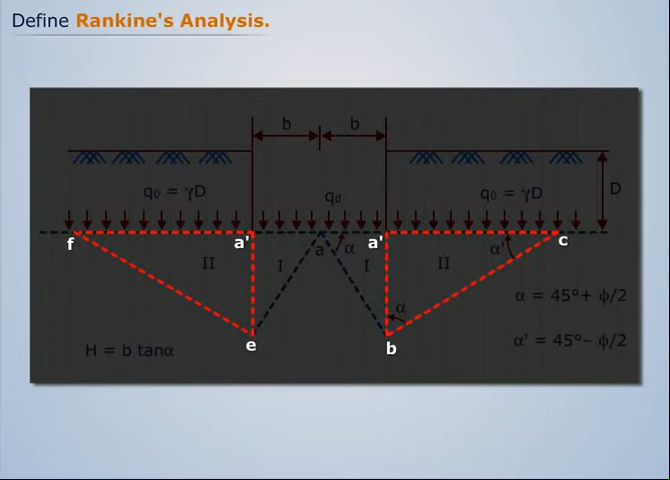 Define Rankine's Analysis.
b b
q₀ = γD q_d q₀ = γD D
f a' a α a' α' c
II I I II
α α = 45°+ ϕ/2
e b α' = 45°– ϕ/2
H = b tanα